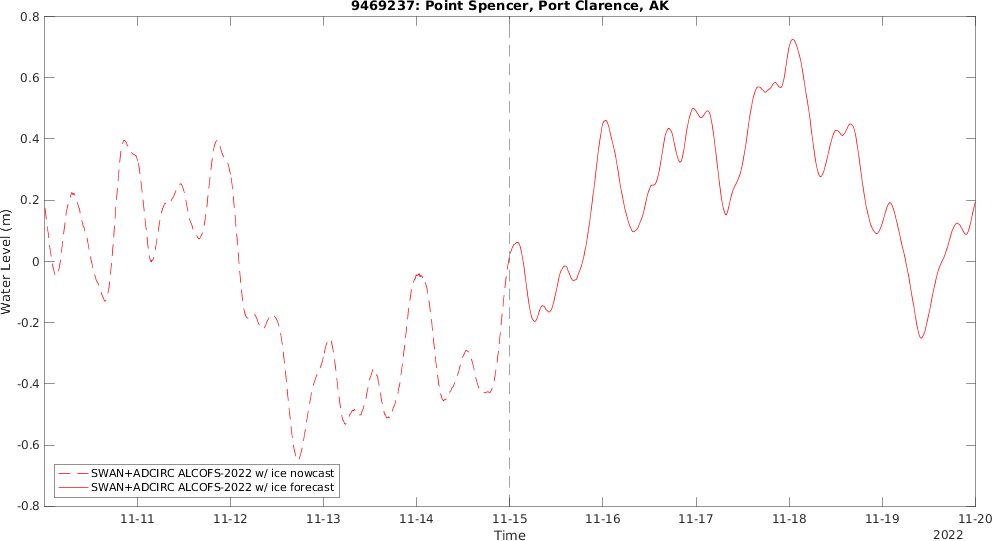 9469237: Point Spencer, Port Clarence, AK
0.8
0.6
0.4
0.2
0
-0.2
-0.4
-0.6
-0.8
Water Level (m)
SWAN+ADCIRC ALCOFS-2022 w/ ice nowcast
SWAN+ADCIRC ALCOFS-2022 w/ ice forecast
11-11 11-12 11-13 11-14 11-15 11-16 11-17 11-18 11-19 11-20
Time
2022